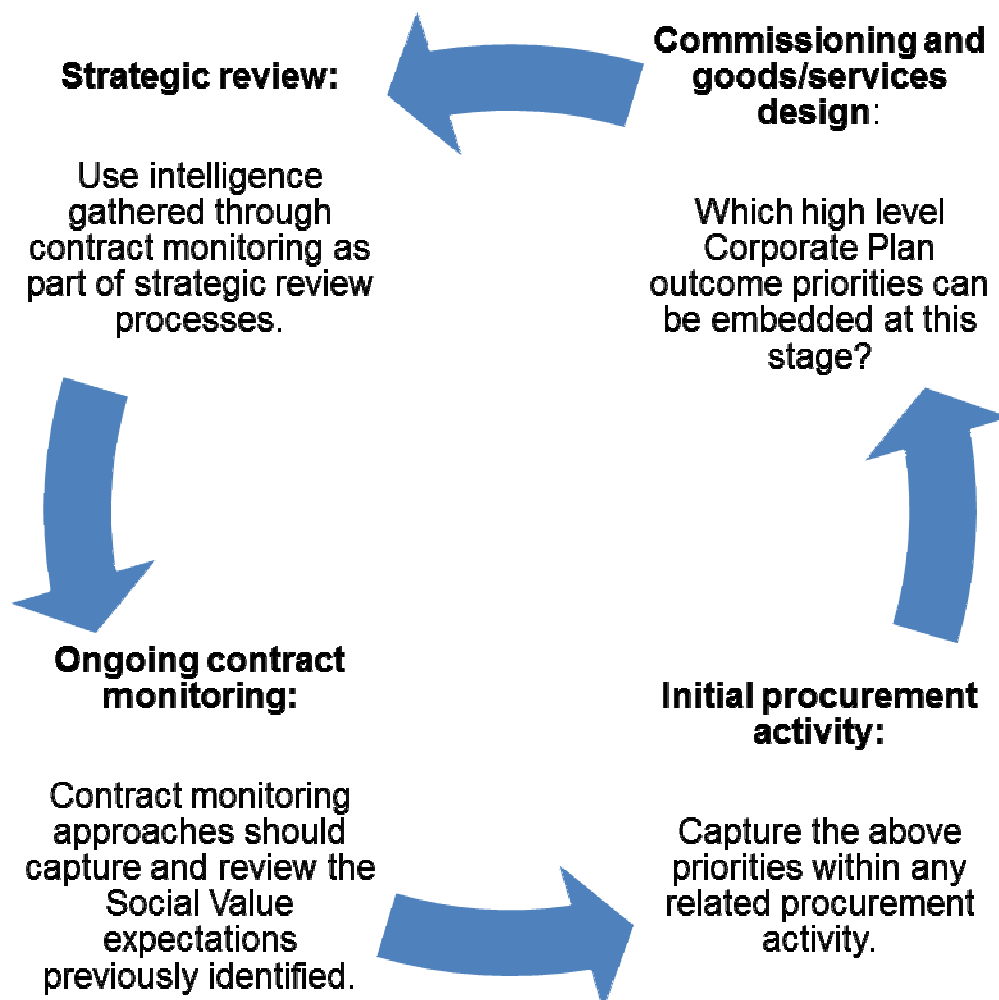 Strategic review:
Use intelligence
gathered through
contract monitoring as
part of strategic review
processes.
Commissioning and
goods/services
design:
Which high level
Corporate Plan
outcome priorities can
be embedded at this
stage?
Ongoing contract
monitoring:
Contract monitoring
approaches should
capture and review the
Social Value
expectations
previously identified.
Initial procurement
activity:
Capture the above
priorities within any
related procurement
activity.